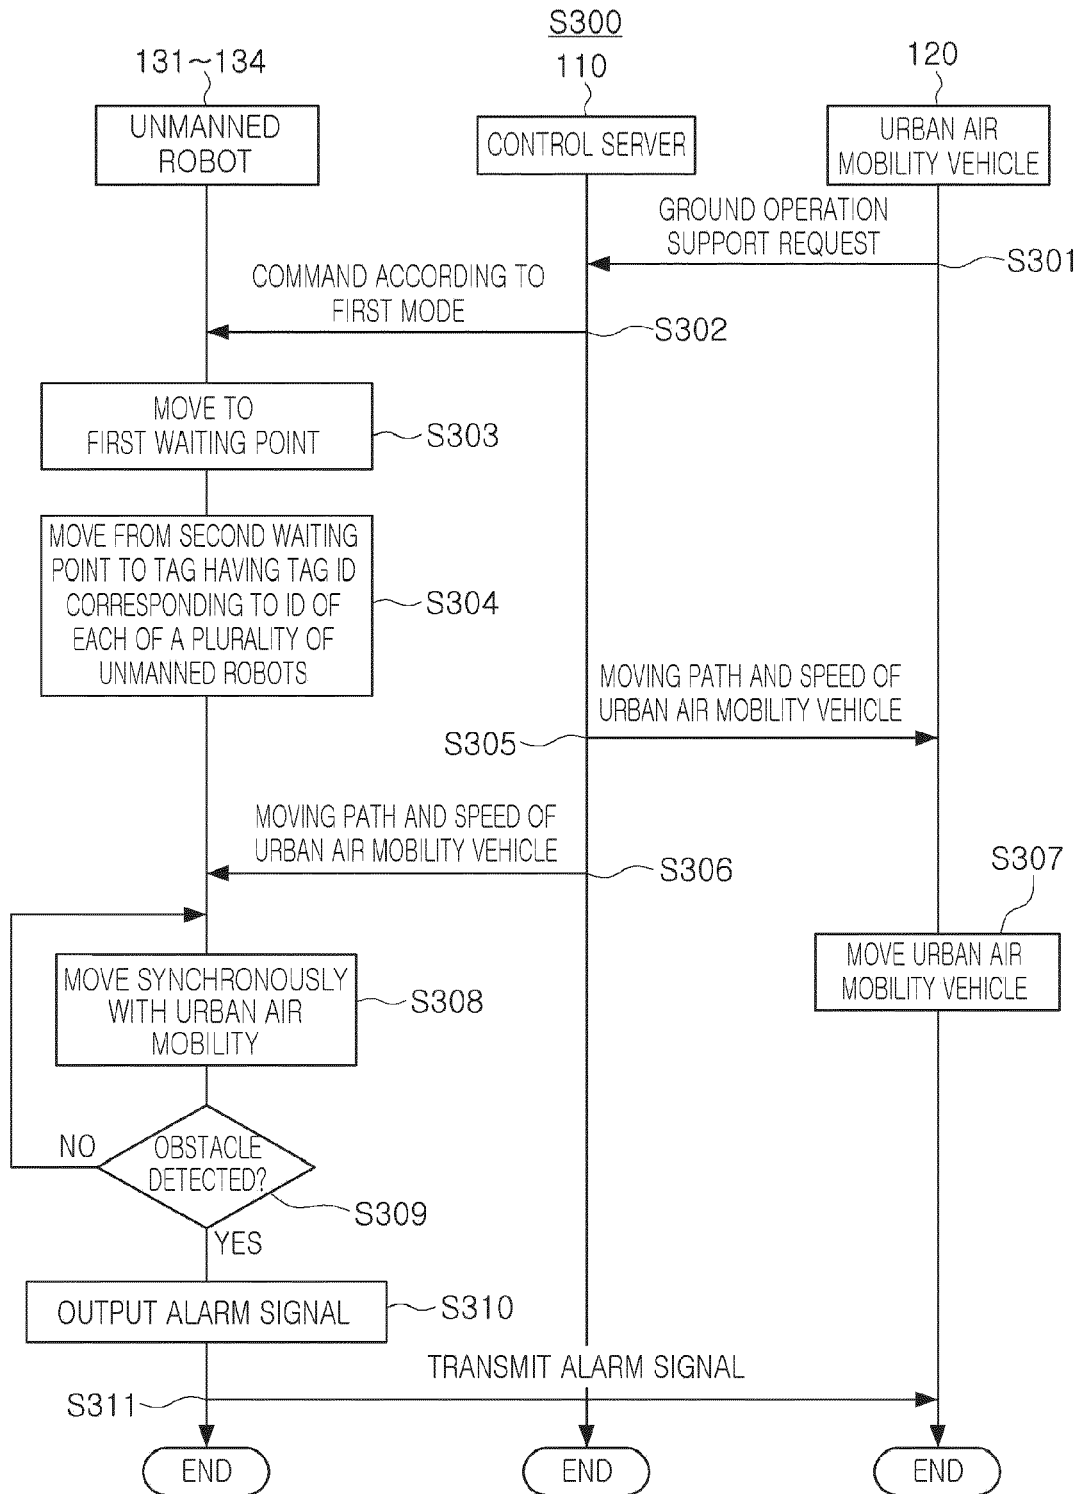 S300
131~134
110
120
UNMANNED
ROBOT
CONTROL SERVER
URBAN AIR
MOBILITY VEHICLE
GROUND OPERATION
SUPPORT REQUEST
S301
COMMAND ACCORDING TO
FIRST MODE
S302
MOVE TO
FIRST WAITING POINT
S303
MOVE FROM SECOND WAITING
POINT TO TAG HAVING TAG ID
CORRESPONDING TO ID OF
EACH OF A PLURALITY OF
UNMANNED ROBOTS
S304
MOVING PATH AND SPEED OF
URBAN AIR MOBILITY VEHICLE
S305
MOVING PATH AND SPEED OF
URBAN AIR MOBILITY VEHICLE
S306
S307
MOVE URBAN AIR
MOBILITY VEHICLE
MOVE SYNCHRONOUSLY
WITH URBAN AIR
MOBILITY
S308
NO
OBSTACLE
DETECTED?
S309
YES
OUTPUT ALARM SIGNAL
S310
TRANSMIT ALARM SIGNAL
S311
END
END
END